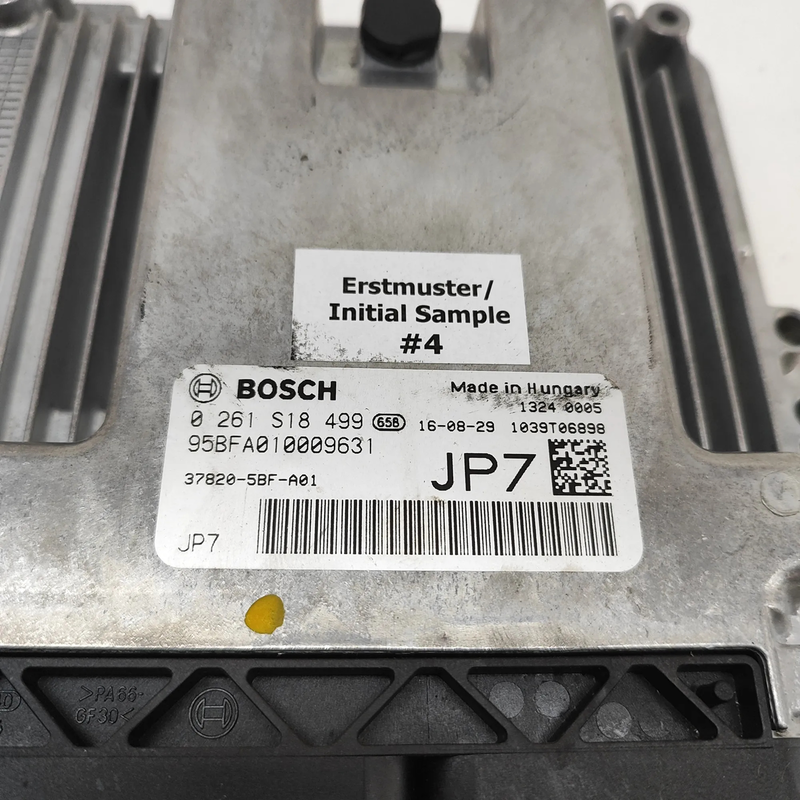 Erstmuster/
Initial Sample
#4
BOSCH Made in Hungary
1324 0005
0 261 S18 499 65B 16-08-29 1039T06898
95BFA010009631
JP7
37820-5BF-A01
JP7
>PA66-
GF30<